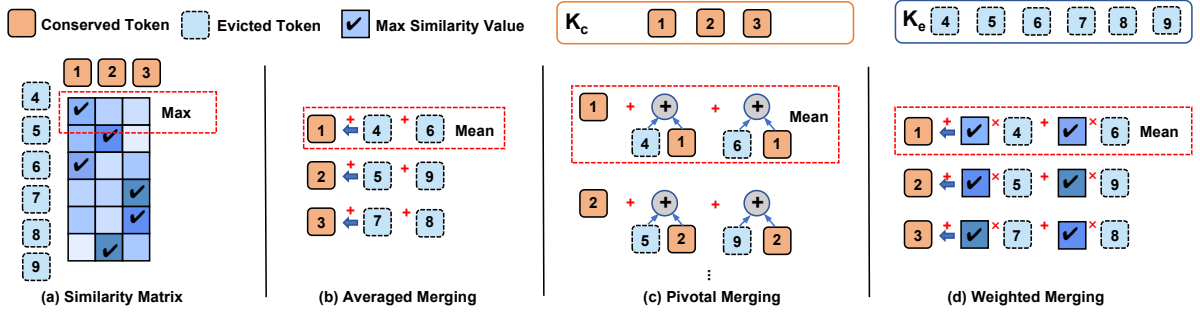 Conserved Token
Evicted Token
✔ Max Similarity Value
K_c 1 2 3
K_e 4 5 6 7 8 9
1 2 3
4
5
6
7
8
9
Max
✔
✔
✔
✔
✔
✔
(a) Similarity Matrix
1 + 4 + 6 Mean
2 + 5 + 9
3 + 7 + 8
(b) Averaged Merging
1 + + + +
4 1 6 1
Mean
2 + + + +
5 2 9 2
⋮
(c) Pivotal Merging
1 + ✔ × 4 + ✔ × 6 Mean
2 + ✔ × 5 + ✔ × 9
3 + ✔ × 7 + ✔ × 8
(d) Weighted Merging